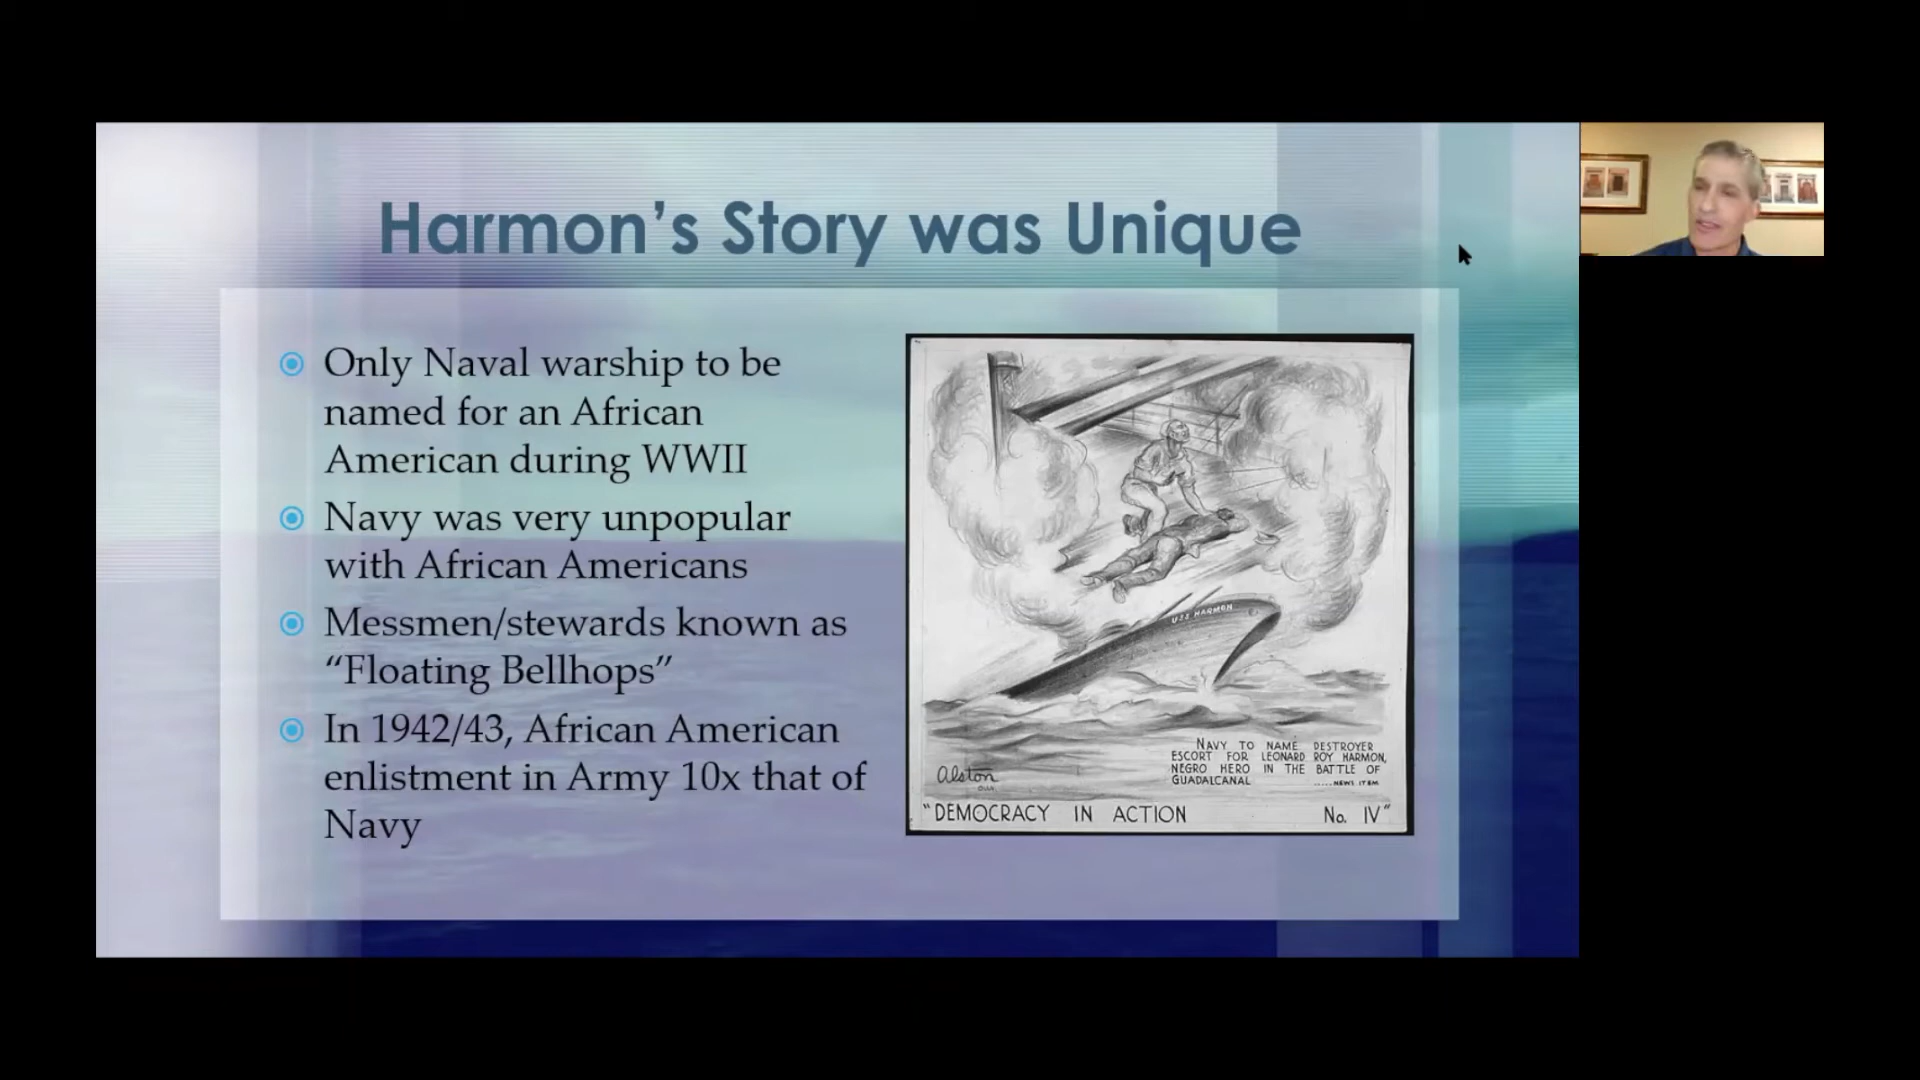 Harmon’s Story was Unique
Only Naval warship to be
named for an African
American during WWII
Navy was very unpopular
with African Americans
Messmen/stewards known as
“Floating Bellhops”
In 1942/43, African American
enlistment in Army 10x that of
Navy
USS HARMON
NAVY TO NAME DESTROYER
ESCORT FOR LEONARD ROY HARMON,
NEGRO HERO IN THE BATTLE OF
GUADALCANAL .....NEWS ITEM
Alston
"DEMOCRACY IN ACTION No. IV"